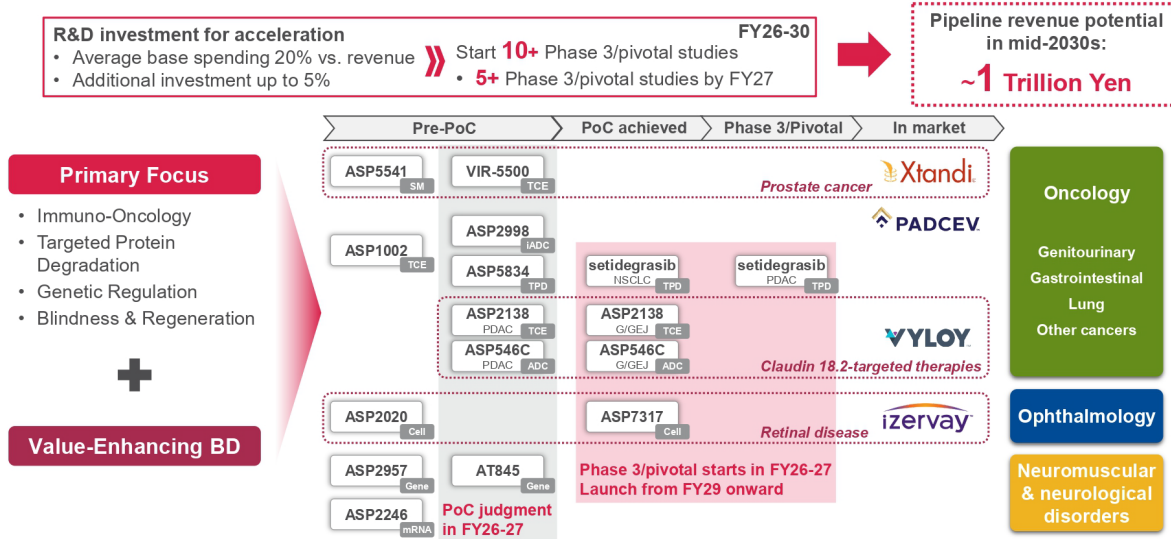 R&D investment for acceleration
• Average base spending 20% vs. revenue
• Additional investment up to 5%
FY26-30
Start 10+ Phase 3/pivotal studies
• 5+ Phase 3/pivotal studies by FY27
Pipeline revenue potential
in mid-2030s:
~1 Trillion Yen
Pre-PoC
PoC achieved
Phase 3/Pivotal
In market
Primary Focus
• Immuno-Oncology
• Targeted Protein
Degradation
• Genetic Regulation
• Blindness & Regeneration
Value-Enhancing BD
ASP5541
SM
VIR-5500
TCE
Prostate cancer
Xtandi
PADCEV
ASP1002
TCE
ASP2998
iADC
ASP5834
TPD
setidegrasib
NSCLC
TPD
setidegrasib
PDAC
TPD
ASP2138
PDAC
TCE
ASP2138
G/GEJ
TCE
VYLOY
ASP546C
PDAC
ADC
ASP546C
G/GEJ
ADC
Claudin 18.2-targeted therapies
ASP2020
Cell
ASP7317
Cell
Retinal disease
izervay
ASP2957
Gene
AT845
Gene
ASP2246
mRNA
PoC judgment
in FY26-27
Phase 3/pivotal starts in FY26-27
Launch from FY29 onward
Oncology
Genitourinary
Gastrointestinal
Lung
Other cancers
Ophthalmology
Neuromuscular
& neurological
disorders